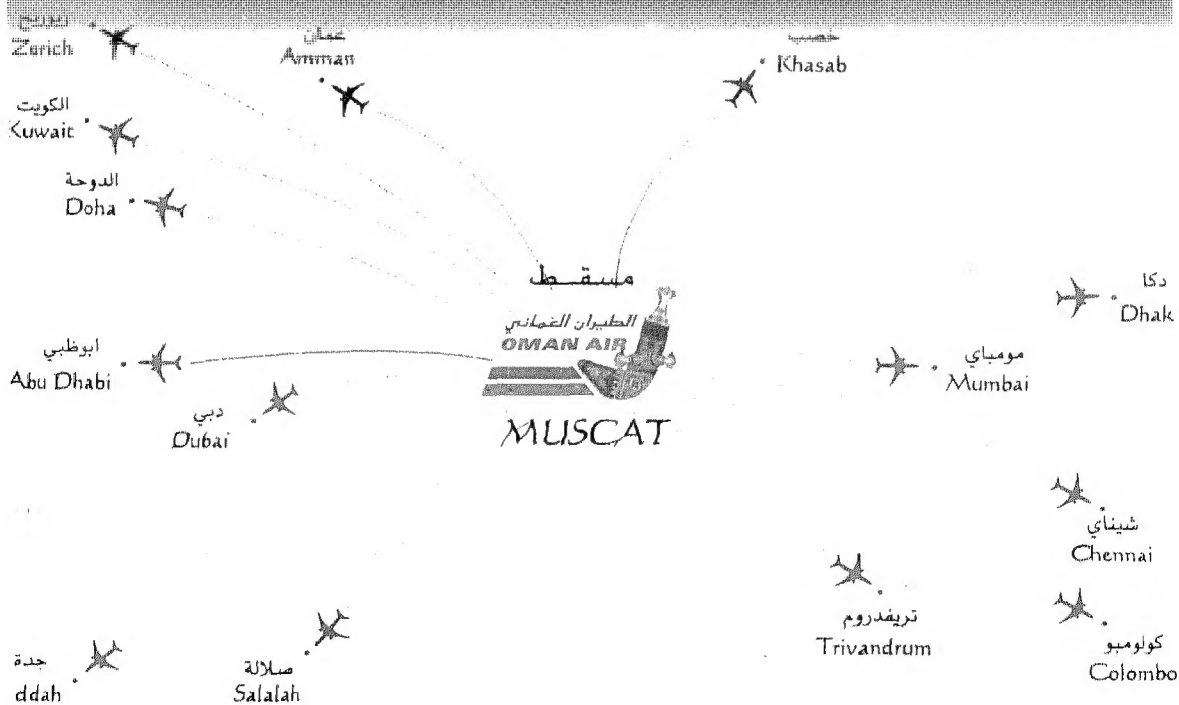 زيوريخ
Zurich
عمان
Amman
خصب
Khasab
الكويت
Kuwait
الدوحة
Doha
مسقط
الطيران العماني
OMAN AIR
MUSCAT
دكا
Dhak
ابوظبي
Abu Dhabi
مومباي
Mumbai
دبي
Dubai
شيناي
Chennai
تريفدروم
Trivandrum
كولومبو
Colombo
جدة
ddah
صلالة
Salalah